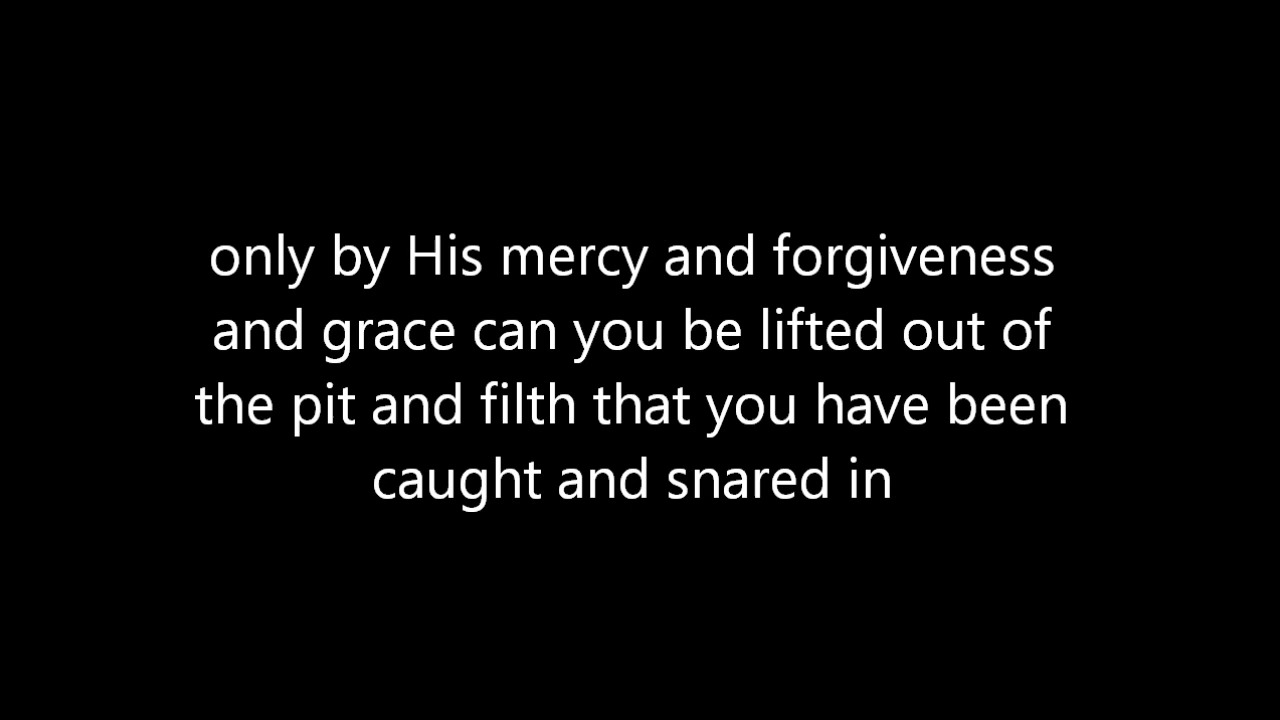 only by His mercy and forgiveness
and grace can you be lifted out of
the pit and filth that you have been
caught and snared in